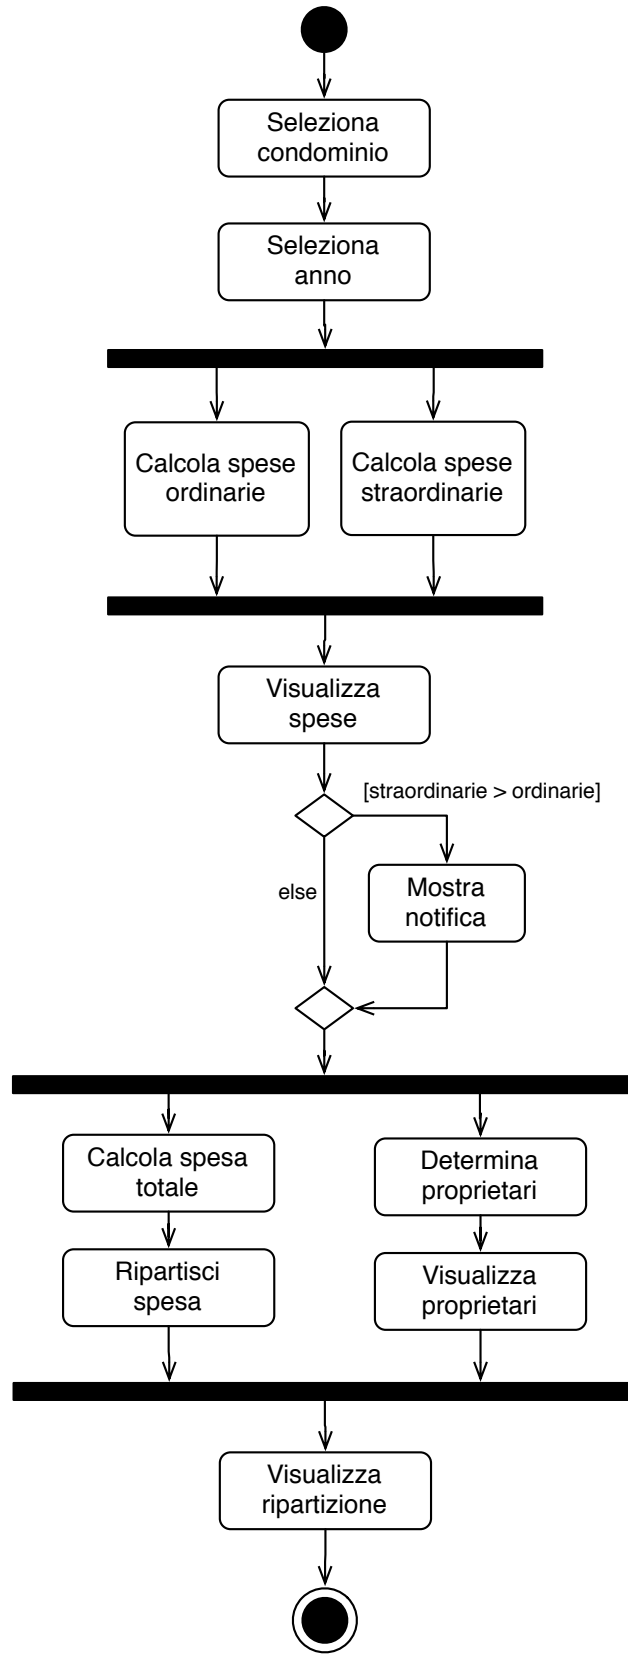 Seleziona
condominio
Seleziona
anno
Calcola spese
ordinarie
Calcola spese
straordinarie
Visualizza
spese
[straordinarie > ordinarie]
else
Mostra
notifica
Calcola spesa
totale
Determina
proprietari
Ripartisci
spesa
Visualizza
proprietari
Visualizza
ripartizione